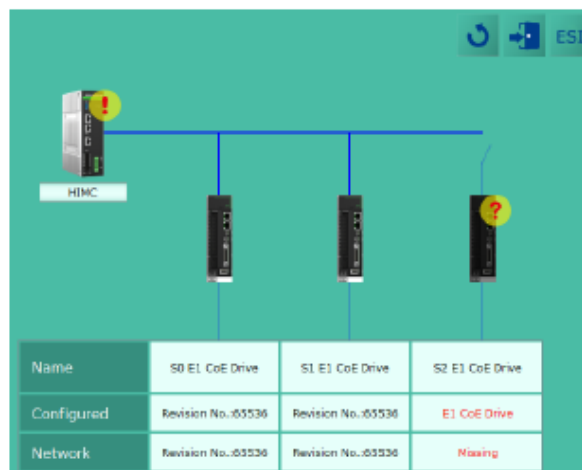 ESI
!
HIMC
?
Name S0 E1 CoE Drive S1 E1 CoE Drive S2 E1 CoE Drive
Configured Revision No.:65536 Revision No.:65536 E1 CoE Drive
Network Revision No.:65536 Revision No.:65536 Missing